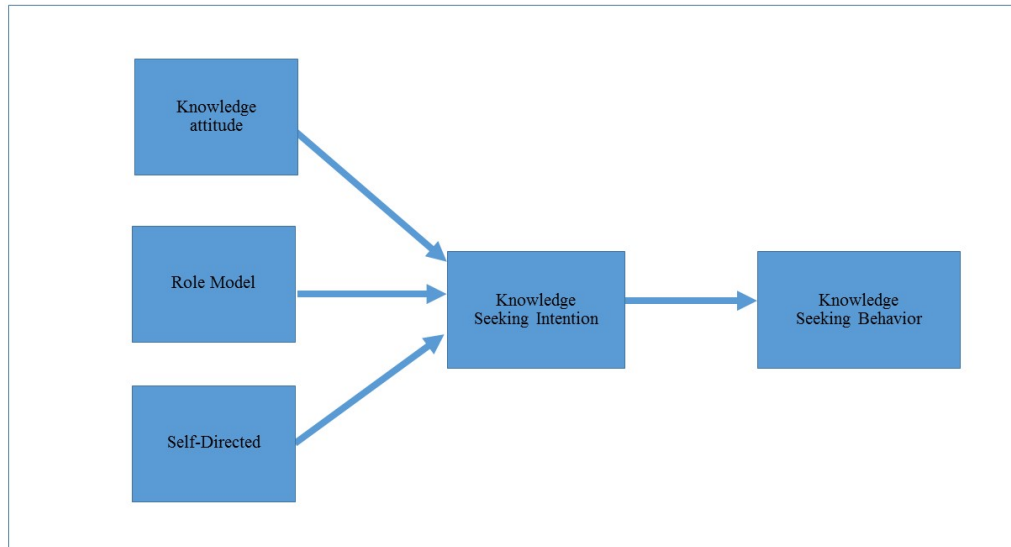 Knowledge
attitude
Role Model
Self-Directed
Knowledge
Seeking Intention
Knowledge
Seeking Behavior